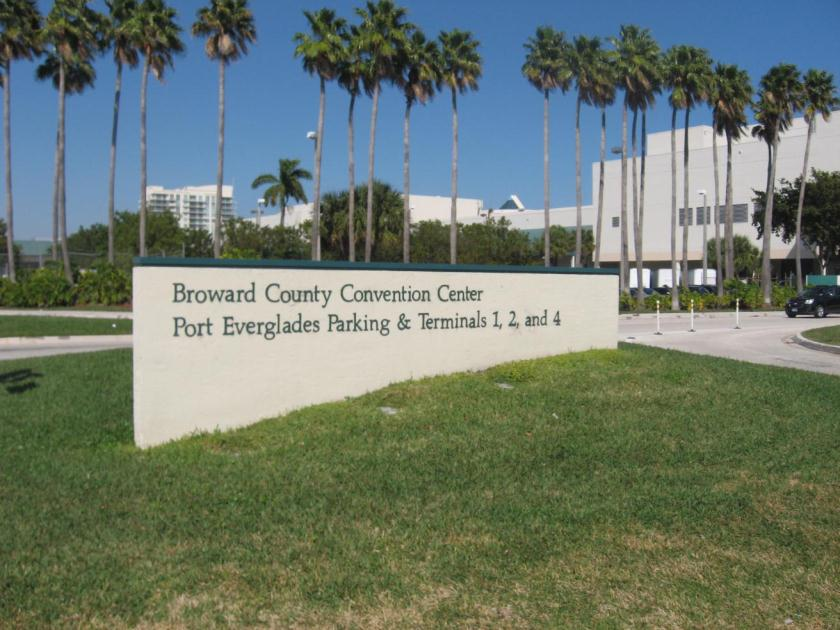 Broward County Convention Center
Port Everglades Parking & Terminals 1, 2, and 4